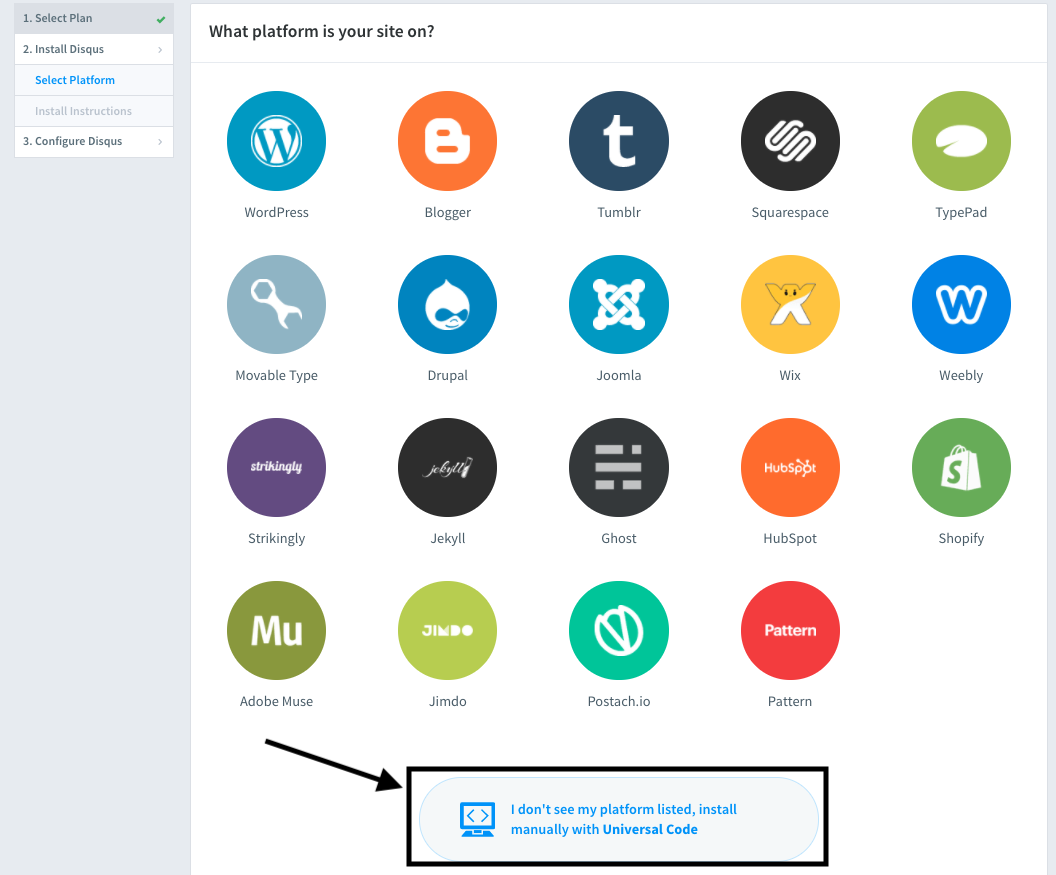 1. Select Plan
2. Install Disqus
Select Platform
Install Instructions
3. Configure Disqus
What platform is your site on?
WordPress
Blogger
Tumblr
Squarespace
TypePad
Movable Type
Drupal
Joomla
Wix
Weebly
strikingly
jekyll
HubSpot
Strikingly
Jekyll
Ghost
HubSpot
Shopify
Mu
JIMDO
Pattern
Adobe Muse
Jimdo
Postach.io
Pattern
I don't see my platform listed, install
manually with Universal Code